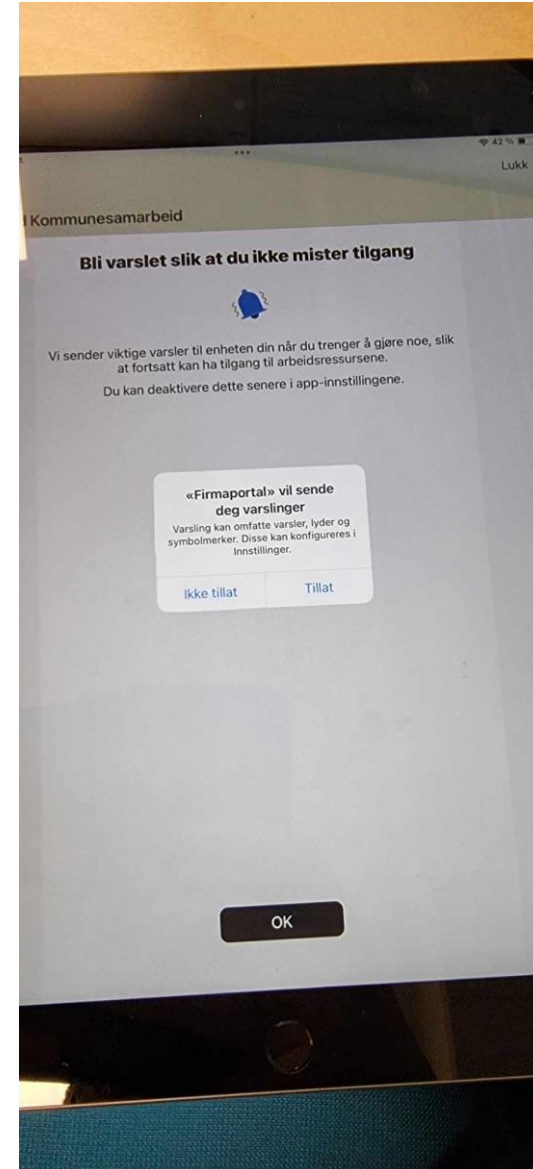 42 %
Lukk
Kommunesamarbeid
Bli varslet slik at du ikke mister tilgang
Vi sender viktige varsler til enheten din når du trenger å gjøre noe, slik
at fortsatt kan ha tilgang til arbeidsressursene.
Du kan deaktivere dette senere i app-innstillingene.
«Firmaportal» vil sende
deg varslinger
Varsling kan omfatte varsler, lyder og
symbolmerker. Disse kan konfigureres i
Innstillinger.
Ikke tillat
Tillat
OK